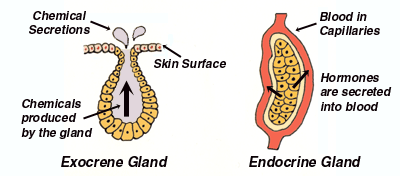 Chemical
Secretions
Skin Surface
Chemicals
produced
by the gland
Exocrene Gland
Blood in
Capillaries
Hormones
are secreted
into blood
Endocrine Gland